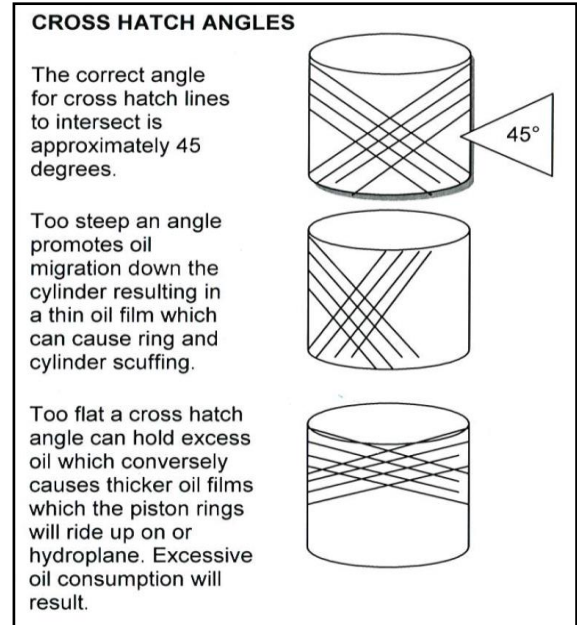 CROSS HATCH ANGLES
The correct angle
for cross hatch lines
to intersect is
approximately 45
degrees.
45°
Too steep an angle
promotes oil
migration down the
cylinder resulting in
a thin oil film which
can cause ring and
cylinder scuffing.
Too flat a cross hatch
angle can hold excess
oil which conversely
causes thicker oil films
which the piston rings
will ride up on or
hydroplane. Excessive
oil consumption will
result.